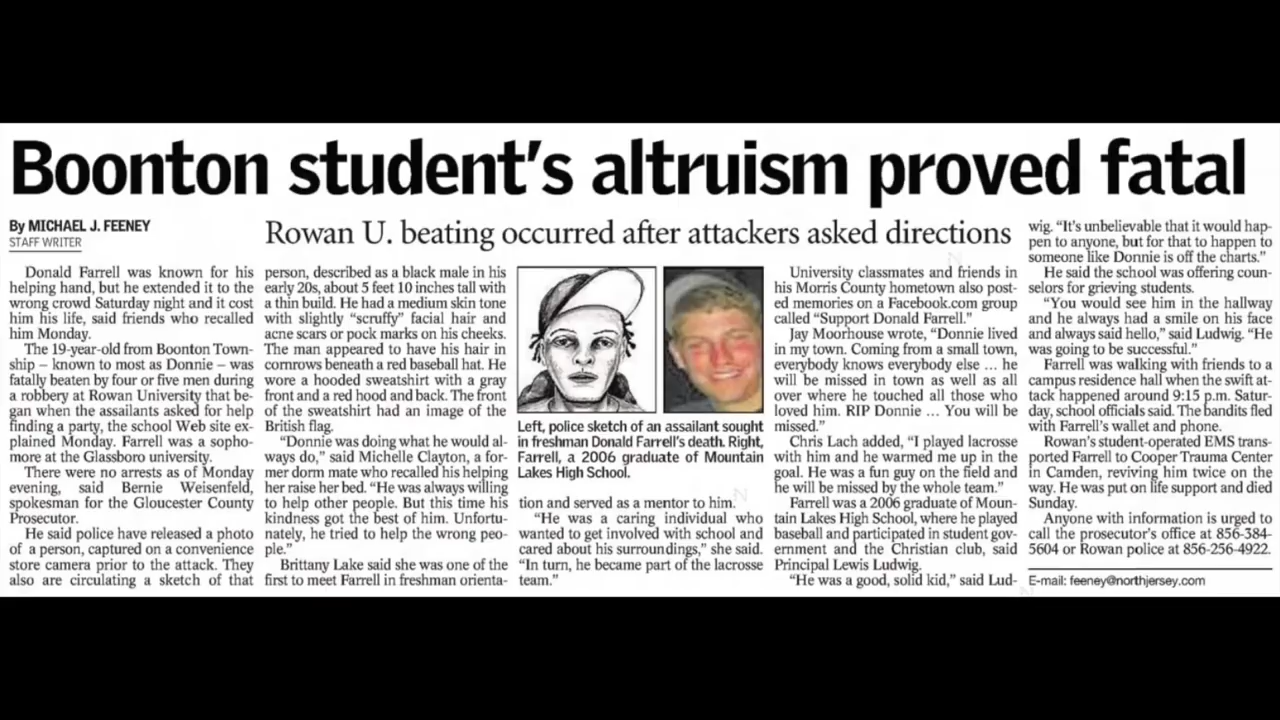 Boonton student's altruism proved fatal
By MICHAEL J. FEENEY
STAFF WRITER
Rowan U. beating occurred after attackers asked directions
Donald Farrell was known for his
helping hand, but he extended it to the
wrong crowd Saturday night and it cost
him his life, said friends who recalled
him Monday.
The 19-year-old from Boonton Town-
ship – known to most as Donnie – was
fatally beaten by four or five men during
a robbery at Rowan University that be-
gan when the assailants asked for help
finding a party, the school Web site ex-
plained Monday. Farrell was a sopho-
more at the Glassboro university.
There were no arrests as of Monday
evening, said Bernie Weisenfeld,
spokesman for the Gloucester County
Prosecutor.
He said police have released a photo
of a person, captured on a convenience
store camera prior to the attack. They
also are circulating a sketch of that
person, described as a black male in his
early 20s, about 5 feet 10 inches tall with
a thin build. He had a medium skin tone
with slightly “scruffy” facial hair and
acne scars or pock marks on his cheeks.
The man appeared to have his hair in
cornrows beneath a red baseball hat. He
wore a hooded sweatshirt with a gray
front and a red hood and back. The front
of the sweatshirt had an image of the
British flag.
“Donnie was doing what he would al-
ways do,” said Michelle Clayton, a for-
mer dorm mate who recalled his helping
her raise her bed. “He was always willing
to help other people. But this time his
kindness got the best of him. Unfortu-
nately, he tried to help the wrong peo-
ple.”
Brittany Lake said she was one of the
first to meet Farrell in freshman orienta-
Left, police sketch of an assailant sought
in freshman Donald Farrell's death. Right,
Farrell, a 2006 graduate of Mountain
Lakes High School.
tion and served as a mentor to him.
“He was a caring individual who
wanted to get involved with school and
cared about his surroundings,” she said.
“In turn, he became part of the lacrosse
team.”
University classmates and friends in
his Morris County hometown also post-
ed memories on a Facebook.com group
called “Support Donald Farrell.”
Jay Moorhouse wrote, “Donnie lived
in my town. Coming from a small town,
everybody knows everybody else ... he
will be missed in town as well as all
over where he touched all those who
loved him. RIP Donnie ... You will be
missed.”
Chris Lach added, “I played lacrosse
with him and he warmed me up in the
goal. He was a fun guy on the field and
he will be missed by the whole team.”
Farrell was a 2006 graduate of Moun-
tain Lakes High School, where he played
baseball and participated in student gov-
ernment and the Christian club, said
Principal Lewis Ludwig.
“He was a good, solid kid,” said Lud-
wig. “It's unbelievable that it would hap-
pen to anyone, but for that to happen to
someone like Donnie is off the charts.”
He said the school was offering coun-
selors for grieving students.
“You would see him in the hallway
and he always had a smile on his face
and always said hello,” said Ludwig. “He
was going to be successful.”
Farrell was walking with friends to a
campus residence hall when the swift at-
tack happened around 9:15 p.m. Satur-
day, school officials said. The bandits fled
with Farrell's wallet and phone.
Rowan's student-operated EMS trans-
ported Farrell to Cooper Trauma Center
in Camden, reviving him twice on the
way. He was put on life support and died
Sunday.
Anyone with information is urged to
call the prosecutor's office at 856-384-
5604 or Rowan police at 856-256-4922.
E-mail: feeney@northjersey.com